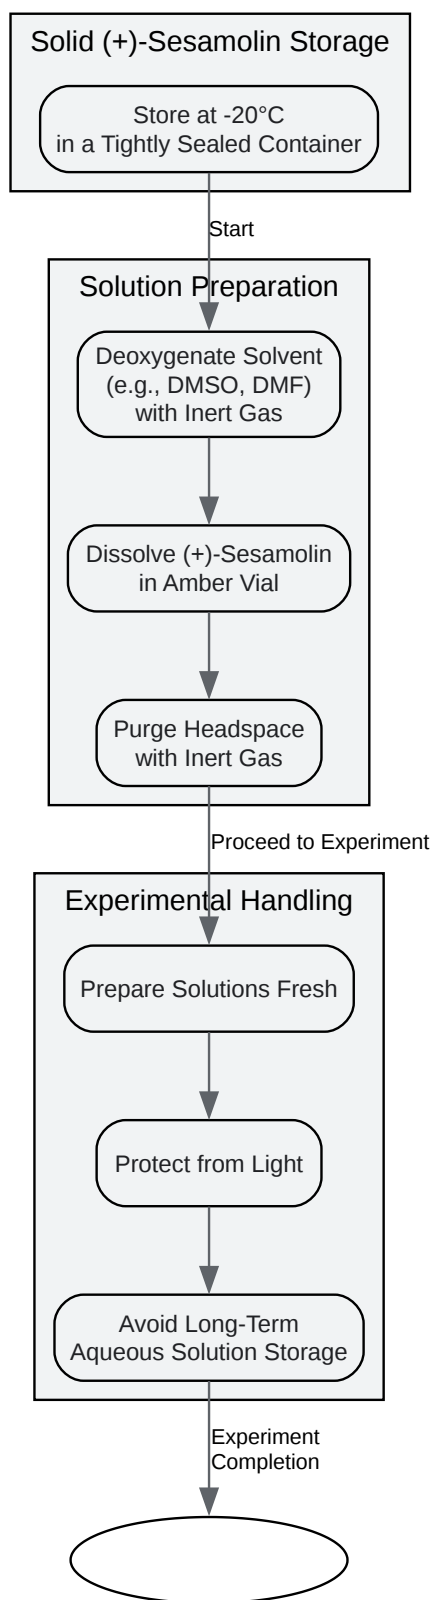 Solid (+)-Sesamolin Storage
Store at -20°C
in a Tightly Sealed Container
Start
Solution Preparation
Deoxygenate Solvent
(e.g., DMSO, DMF)
with Inert Gas
Dissolve (+)-Sesamolin
in Amber Vial
Purge Headspace
with Inert Gas
Proceed to Experiment
Experimental Handling
Prepare Solutions Fresh
Protect from Light
Avoid Long-Term
Aqueous Solution Storage
Experiment
Completion